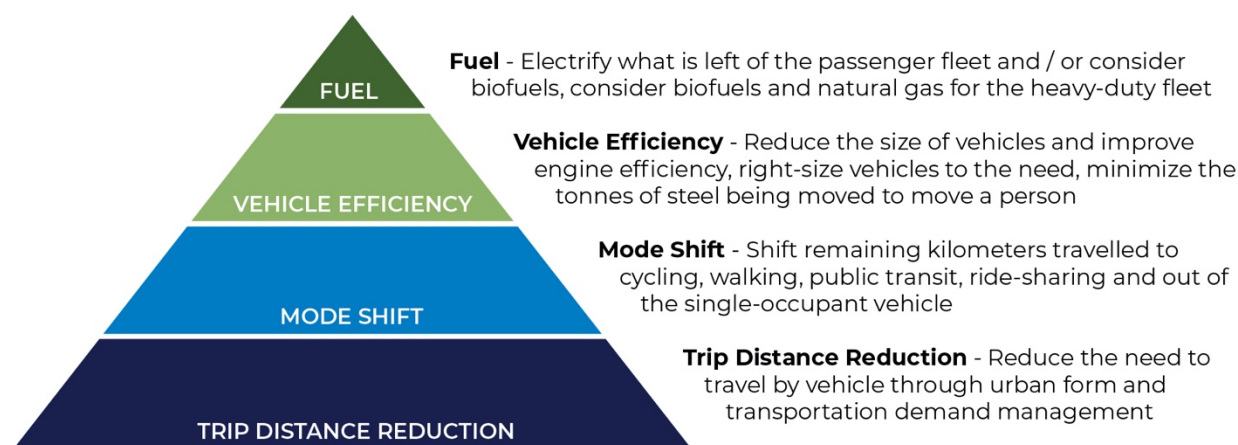 FUEL
Fuel - Electrify what is left of the passenger fleet and / or consider
biofuels, consider biofuels and natural gas for the heavy-duty fleet
VEHICLE EFFICIENCY
Vehicle Efficiency - Reduce the size of vehicles and improve
engine efficiency, right-size vehicles to the need, minimize the
tonnes of steel being moved to move a person
MODE SHIFT
Mode Shift - Shift remaining kilometers travelled to
cycling, walking, public transit, ride-sharing and out of
the single-occupant vehicle
TRIP DISTANCE REDUCTION
Trip Distance Reduction - Reduce the need to
travel by vehicle through urban form and
transportation demand management